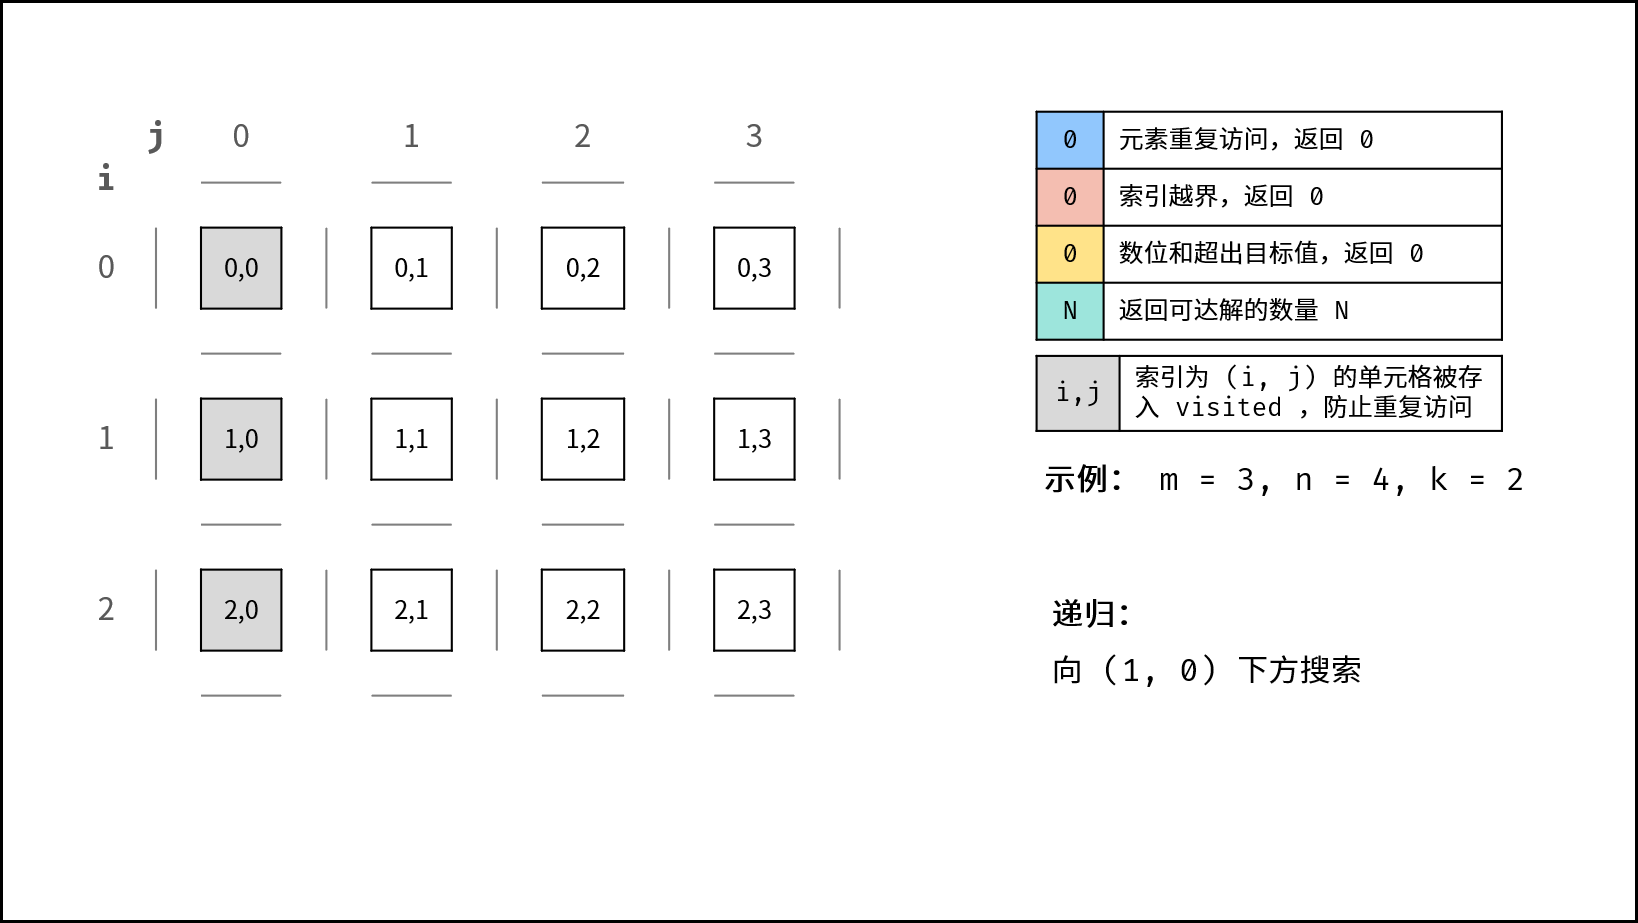 j 0 1 2 3
i
0 0,0 0,1 0,2 0,3
1 1,0 1,1 1,2 1,3
2 2,0 2,1 2,2 2,3
0 元素重复访问，返回 0
0 索引越界，返回 0
0 数位和超出目标值，返回 0
N 返回可达解的数量 N
i,j 索引为 (i, j) 的单元格被存
入 visited ，防止重复访问
示例： m = 3, n = 4, k = 2
递归：
向 (1, 0) 下方搜索